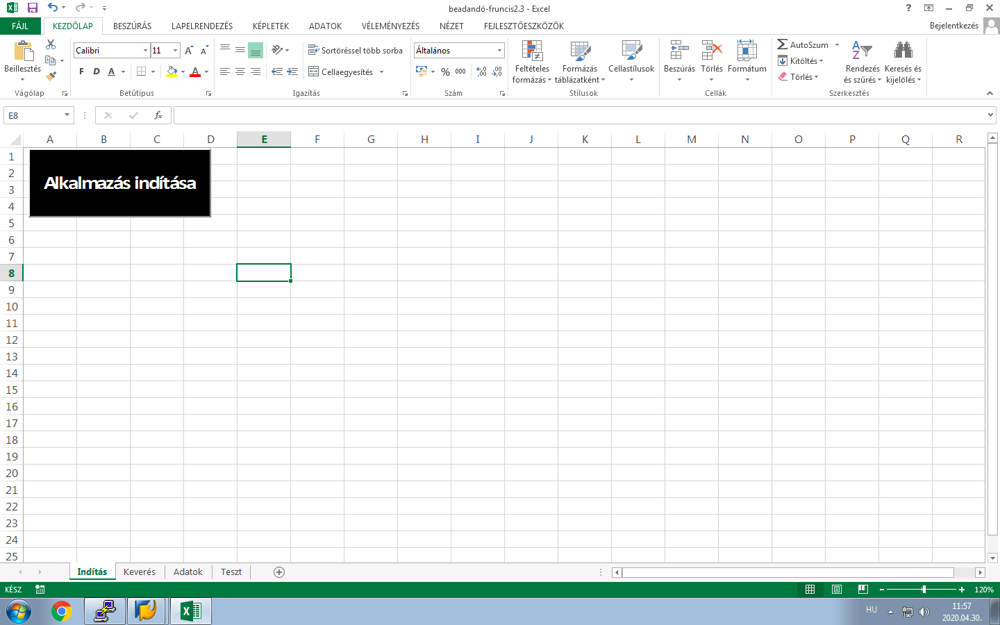 beadandó-fruncis2.3 - Excel
FÁJL KEZDŐLAP BESZÚRÁS LAPELRENDEZÉS KÉPLETEK ADATOK VÉLEMÉNYEZÉS NÉZET FEJLESZTŐESZKÖZÖK Bejelentkezés
Beillesztés
Vágólap
Calibri 11
F D A
Betűtípus
Sortöréssel több sorba
Cellaegyesítés
Igazítás
Általános
% 000
Szám
Feltételes formázás
Formázás táblázatként
Cellastílusok
Stílusok
Beszúrás Törlés Formátum
Cellák
AutoSzum
Kitöltés
Törlés
Rendezés és szűrés
Keresés és kijelölés
Szerkesztés
E8
fx
A B C D E F G H I J K L M N O P Q R
1
2
3
4
5
6
7
8
9
10
11
12
13
14
15
16
17
18
19
20
21
22
23
24
25
Alkalmazás indítása
Indítás Keverés Adatok Teszt
KÉSZ
120%
HU
11:57
2020.04.30.